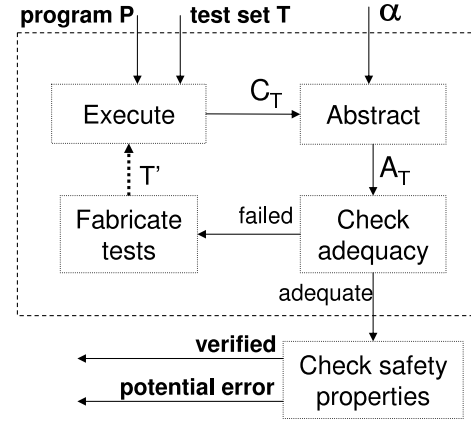 program P
test set T
α
Execute
C_T
Abstract
T'
A_T
Fabricate
tests
failed
Check
adequacy
adequate
verified
potential error
Check safety
properties